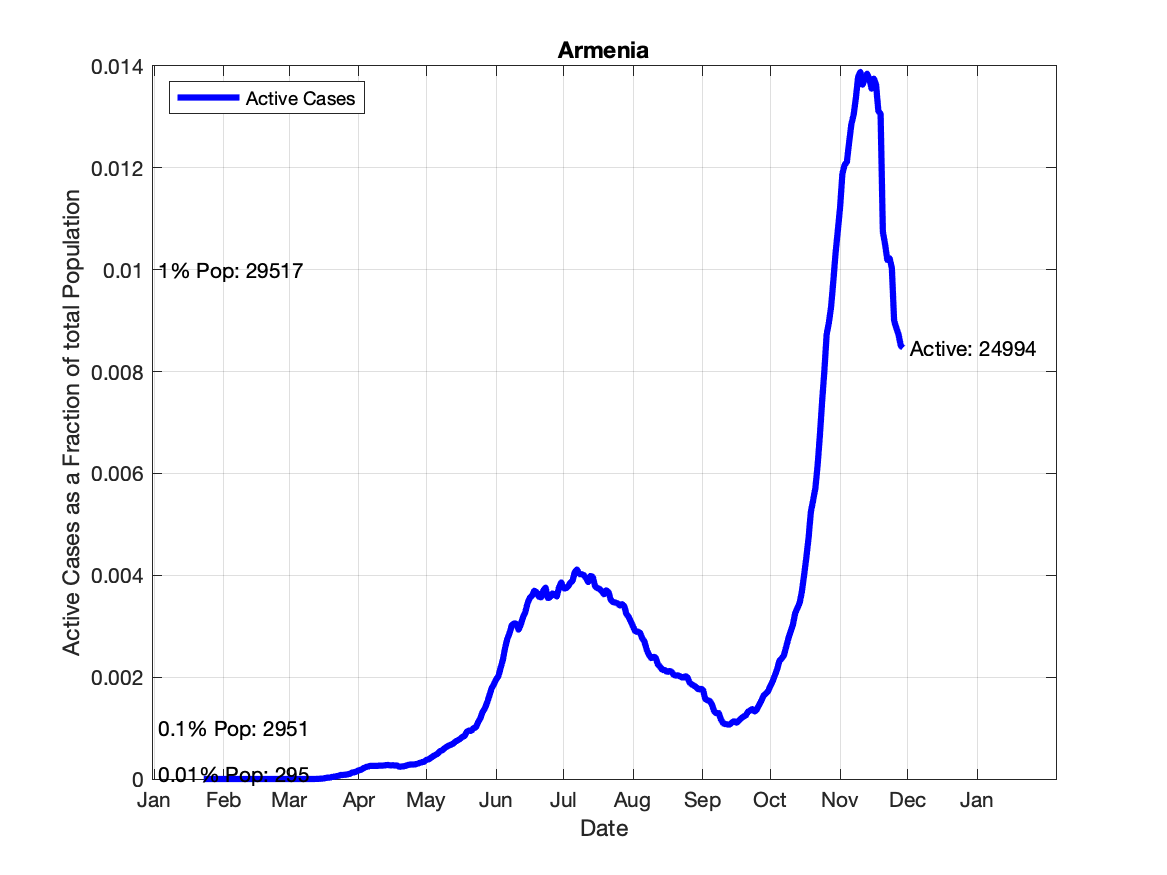 Armenia
Active Cases
Active Cases as a Fraction of total Population
0.014
0.012
0.01
0.008
0.006
0.004
0.002
0
1% Pop: 29517
Active: 24994
0.1% Pop: 2951
0.01% Pop: 295
Jan Feb Mar Apr May Jun Jul Aug Sep Oct Nov Dec Jan
Date